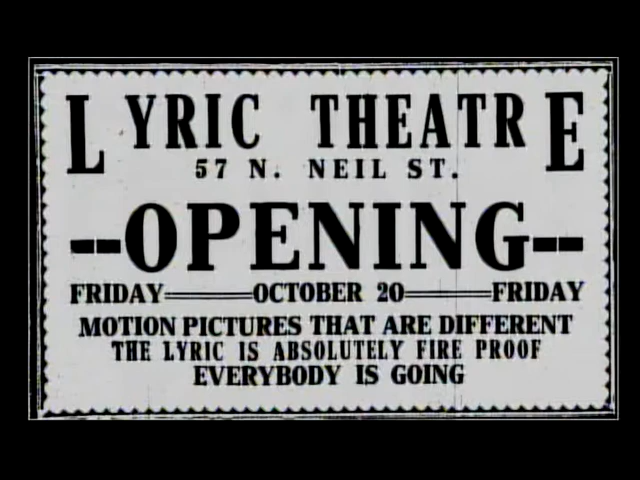 LYRIC THEATRE
57 N. NEIL ST.
--OPENING--
FRIDAY===OCTOBER 20===FRIDAY
MOTION PICTURES THAT ARE DIFFERENT
THE LYRIC IS ABSOLUTELY FIRE PROOF
EVERYBODY IS GOING